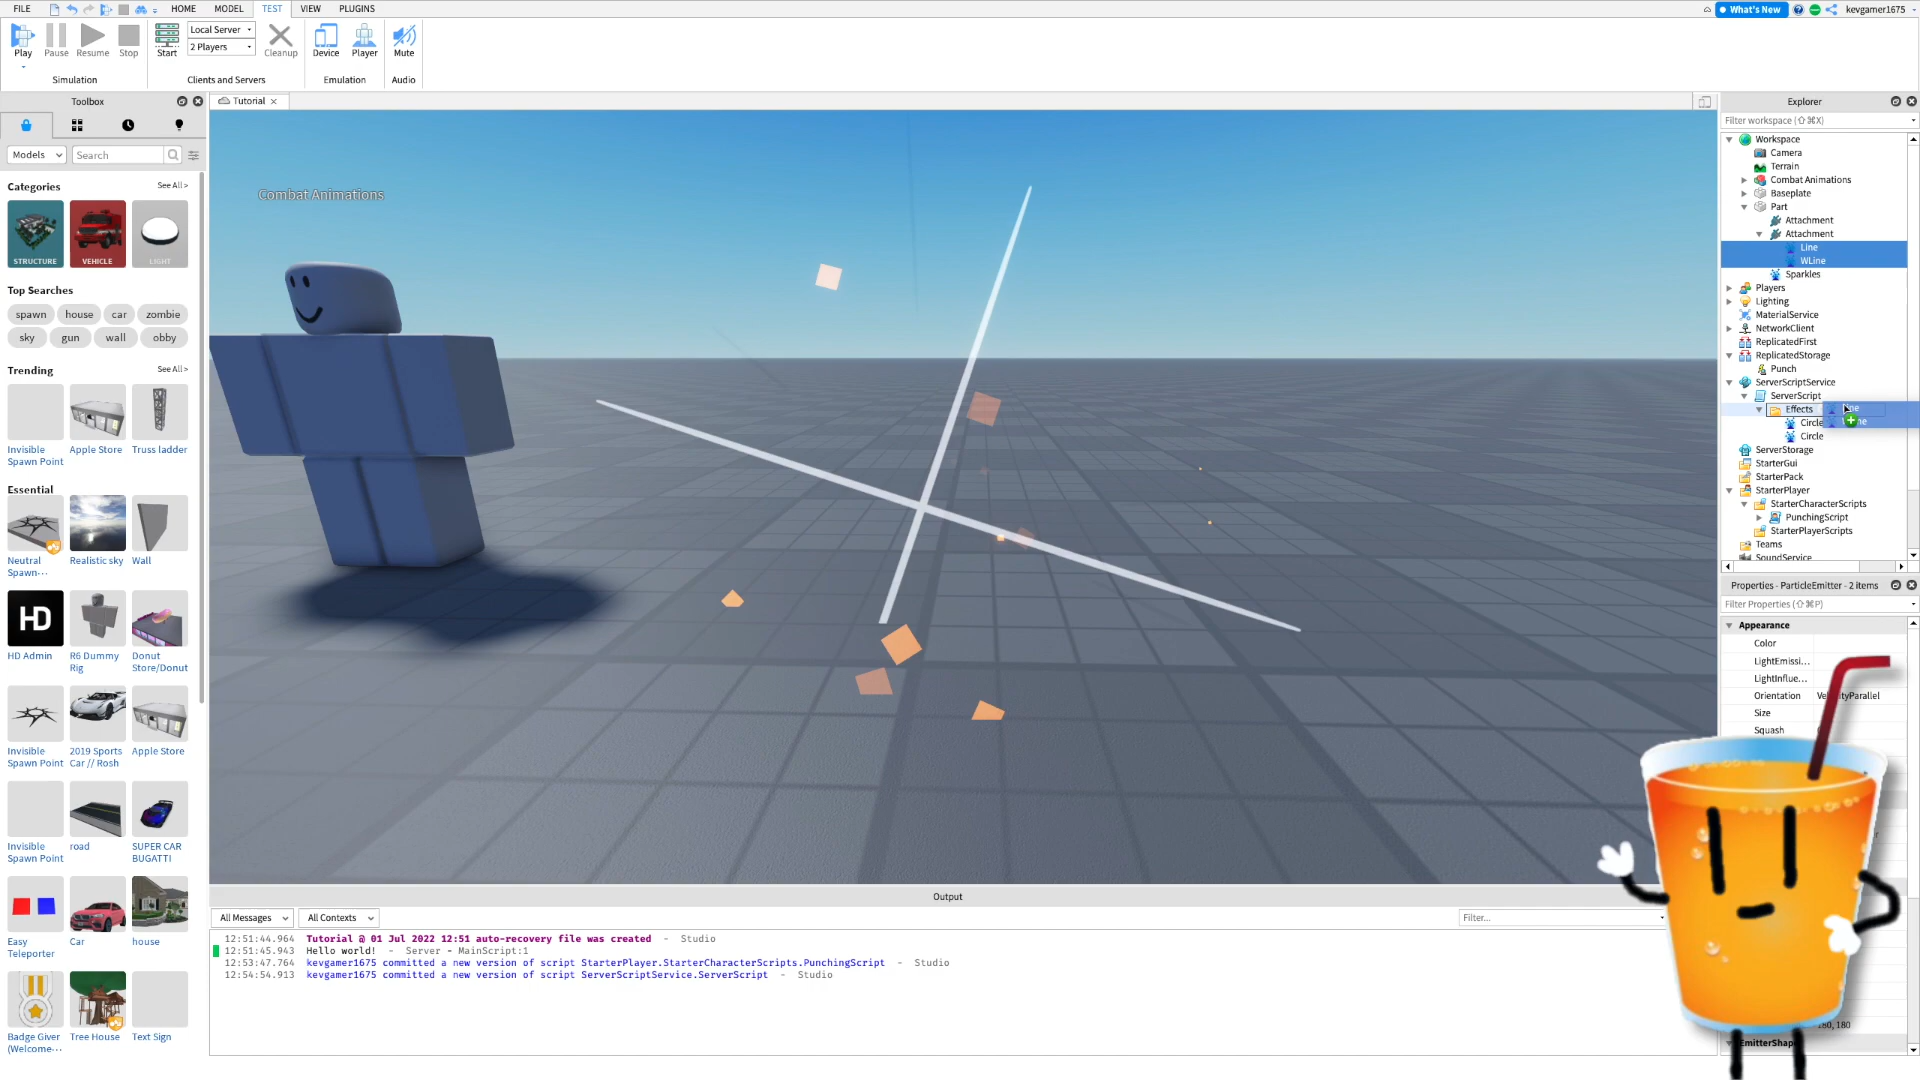 FILE HOME MODEL TEST VIEW PLUGINS What's New kevgamer1675
Play Pause Resume Stop Start Local Server 2 Players Cleanup Device Player Mute
Simulation Clients and Servers Emulation Audio
Toolbox
Models Search
Categories See All >
STRUCTURE VEHICLE LIGHT
Top Searches
spawn house car zombie
sky gun wall obby
Trending See All >
Invisible Spawn Point Apple Store Truss ladder
Essential
Neutral Spawn... Realistic sky Wall
HD
HD Admin R6 Dummy Rig Donut Store/Donut
Invisible Spawn Point 2019 Sports Car // Rosh Apple Store
Invisible Spawn Point road SUPER CAR BUGATTI
Easy Teleporter Car house
Badge Giver (Welcome-... Tree House Text Sign
Tutorial
Combat Animations
Output
All Messages All Contexts Filter...
12:51:44.964 Tutorial @ 01 Jul 2022 12:51 auto-recovery file was created - Studio
12:51:45.943 Hello world! - Server - MainScript:1
12:53:47.764 kevgamer1675 committed a new version of script StarterPlayer.StarterCharacterScripts.PunchingScript - Studio
12:54:54.913 kevgamer1675 committed a new version of script ServerScriptService.ServerScript - Studio
Explorer
Filter workspace (⇧⌘X)
Workspace
Camera
Terrain
Combat Animations
Baseplate
Part
Attachment
Attachment
Line
WLine
Sparkles
Players
Lighting
MaterialService
NetworkClient
ReplicatedFirst
ReplicatedStorage
Punch
ServerScriptService
ServerScript
Effects
Circle
Circle
ServerStorage
StarterGui
StarterPack
StarterPlayer
StarterCharacterScripts
PunchingScript
StarterPlayerScripts
Teams
SoundService
Properties - ParticleEmitter - 2 items
Filter Properties (⇧⌘P)
Appearance
Color
LightEmissi...
LightInflue...
Orientation
Size
Squash